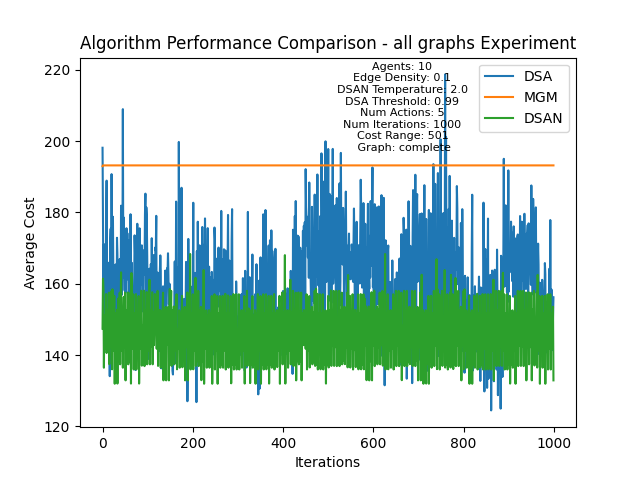 Algorithm Performance Comparison - all graphs Experiment
Agents: 10
Edge Density: 0.1
DSAN Temperature: 2.0
DSA Threshold: 0.99
Num Actions: 5
Num Iterations: 1000
Cost Range: 501
Graph: complete
DSA
MGM
DSAN
Average Cost
220
200
180
160
140
120
0
200
400
600
800
1000
Iterations